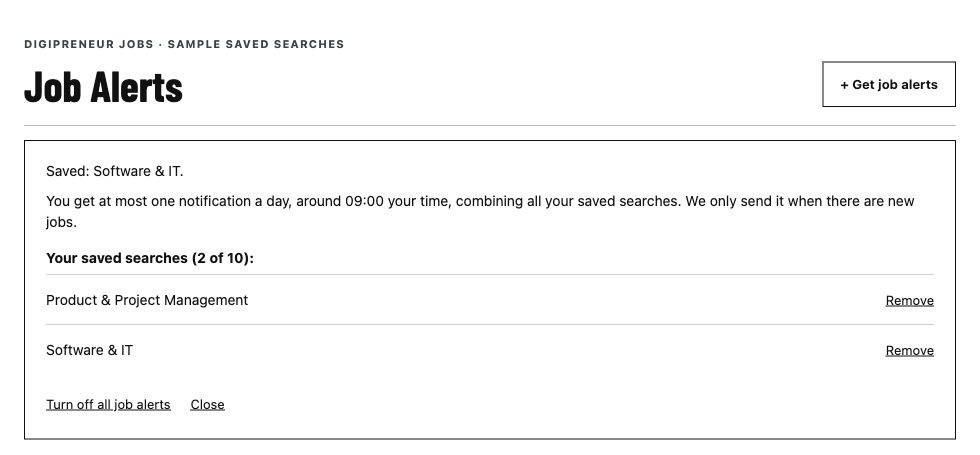 DIGIPRENEUR JOBS · SAMPLE SAVED SEARCHES
Job Alerts
+ Get job alerts
Saved: Software & IT.
You get at most one notification a day, around 09:00 your time, combining all your saved searches. We only send it when there are new
jobs.
Your saved searches (2 of 10):
Product & Project Management Remove
Software & IT Remove
Turn off all job alerts Close